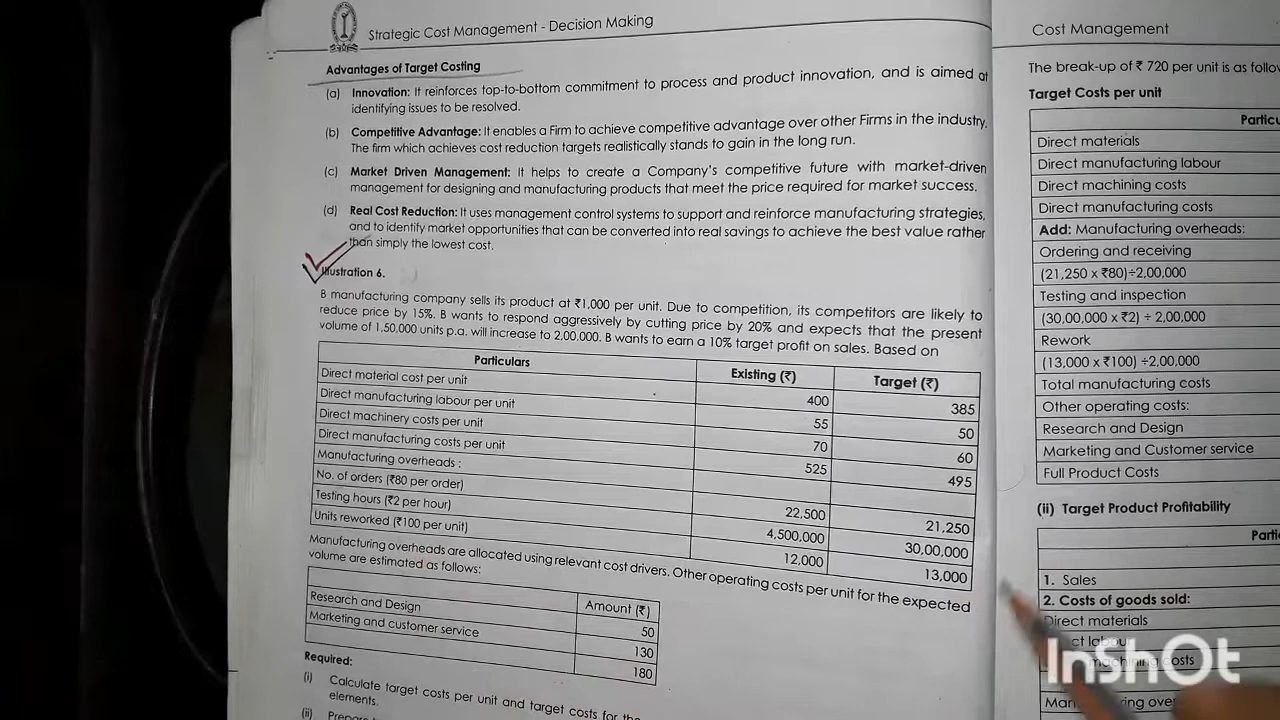 Strategic Cost Management - Decision Making
Advantages of Target Costing
(a) Innovation: It reinforces top-to-bottom commitment to process and product innovation, and is aimed at
identifying issues to be resolved.
(b) Competitive Advantage: It enables a Firm to achieve competitive advantage over other Firms in the industry.
The firm which achieves cost reduction targets realistically stands to gain in the long run.
(c) Market Driven Management: It helps to create a Company's competitive future with market-driven
management for designing and manufacturing products that meet the price required for market success.
(d) Real Cost Reduction: It uses management control systems to support and reinforce manufacturing strategies,
and to identify market opportunities that can be converted into real savings to achieve the best value rather
than simply the lowest cost.
Illustration 6.
B manufacturing company sells its product at ₹1,000 per unit. Due to competition, its competitors are likely to
reduce price by 15%. B wants to respond aggressively by cutting price by 20% and expects that the present
volume of 1,50,000 units p.a. will increase to 2,00,000. B wants to earn a 10% target profit on sales. Based on
Particulars Existing (₹) Target (₹)
Direct material cost per unit 400 385
Direct manufacturing labour per unit 55 50
Direct machinery costs per unit 70 60
Direct manufacturing costs per unit 525 495
Manufacturing overheads :
No. of orders (₹80 per order) 22,500 21,250
Testing hours (₹2 per hour) 4,500,000 30,00,000
Units reworked (₹100 per unit) 12,000 13,000
Manufacturing overheads are allocated using relevant cost drivers. Other operating costs per unit for the expected
volume are estimated as follows:
Amount (₹)
Research and Design 50
Marketing and customer service 130
180
Required:
(i) Calculate target costs per unit and target costs for the
elements.
(ii)
Cost Management
The break-up of ₹ 720 per unit is as
Target Costs per unit
Direct materials
Direct manufacturing labour
Direct machining costs
Direct manufacturing costs
Add: Manufacturing overheads:
Ordering and receiving
(21,250 x ₹80)÷2,00,000
Testing and inspection
(30,00,000 x ₹2) ÷ 2,00,000
Rework
(13,000 x ₹100) ÷2,00,000
Total manufacturing costs
Other operating costs:
Research and Design
Marketing and Customer service
Full Product Costs
(ii) Target Product Profitability
1. Sales
2. Costs of goods sold:
Direct materials
costs
InShOt